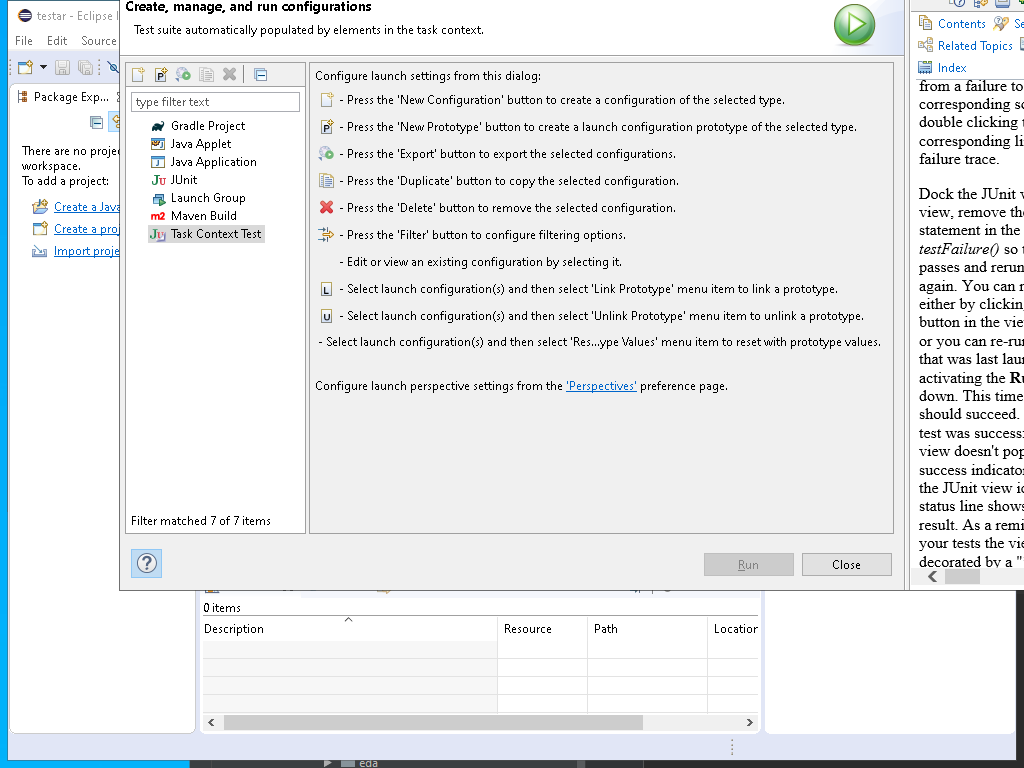 testar - Eclipse I
File Edit Source
Package Exp...
There are no proje
workspace.
To add a project:
Create a Java
Create a proj
Import proje
Create, manage, and run configurations
Test suite automatically populated by elements in the task context.
type filter text
Gradle Project
Java Applet
Java Application
JUnit
Launch Group
Maven Build
Task Context Test
Filter matched 7 of 7 items
Configure launch settings from this dialog:
- Press the 'New Configuration' button to create a configuration of the selected type.
- Press the 'New Prototype' button to create a launch configuration prototype of the selected type.
- Press the 'Export' button to export the selected configurations.
- Press the 'Duplicate' button to copy the selected configuration.
- Press the 'Delete' button to remove the selected configuration.
- Press the 'Filter' button to configure filtering options.
- Edit or view an existing configuration by selecting it.
- Select launch configuration(s) and then select 'Link Prototype' menu item to link a prototype.
- Select launch configuration(s) and then select 'Unlink Prototype' menu item to unlink a prototype.
- Select launch configuration(s) and then select 'Res...ype Values' menu item to reset with prototype values.
Configure launch perspective settings from the 'Perspectives' preference page.
Run
Close
Contents Se
Related Topics
Index
from a failure to
corresponding so
double clicking t
corresponding li
failure trace.
Dock the JUnit v
view, remove the
statement in the
testFailure() so t
passes and rerun
again. You can r
either by clicking
button in the vie
or you can re-run
that was last laun
activating the Ru
down. This time
should succeed.
test was success
view doesn't pop
success indicator
the JUnit view ic
status line shows
result. As a remi
your tests the vie
decorated by a "
0 items
Description Resource Path Location
eda